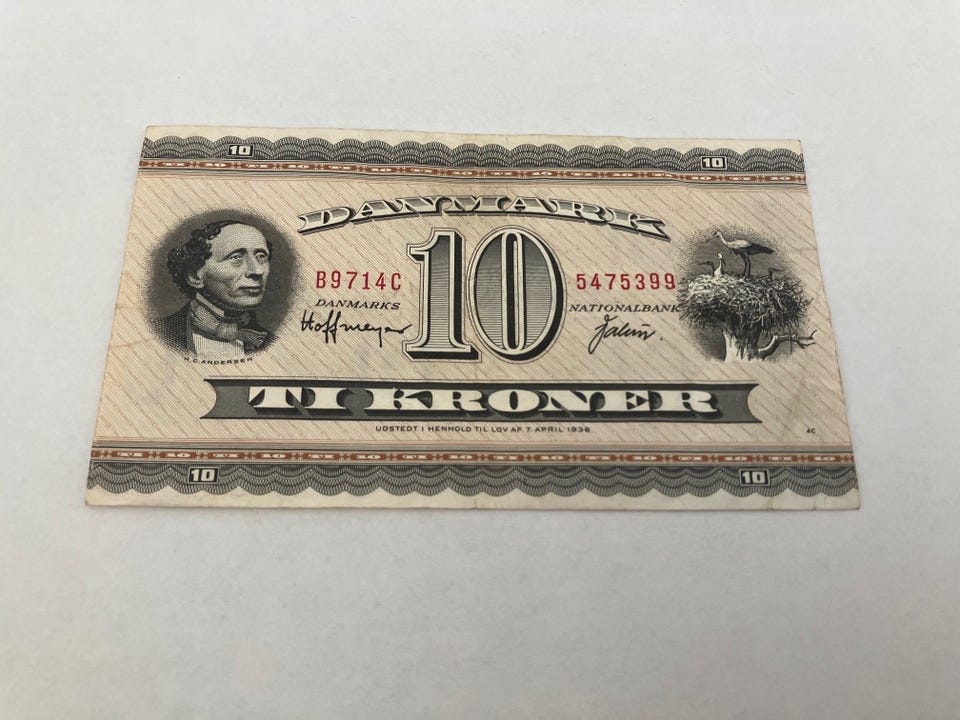 10 10
DANMARK
10
B9714C 5475399
DANMARKS NATIONALBANK
Hoffmeyer
H.C. ANDERSEN
TI KRONER
UDSTEDT I HENHOLD TIL LOV AF 7. APRIL 1936
4C
10 10